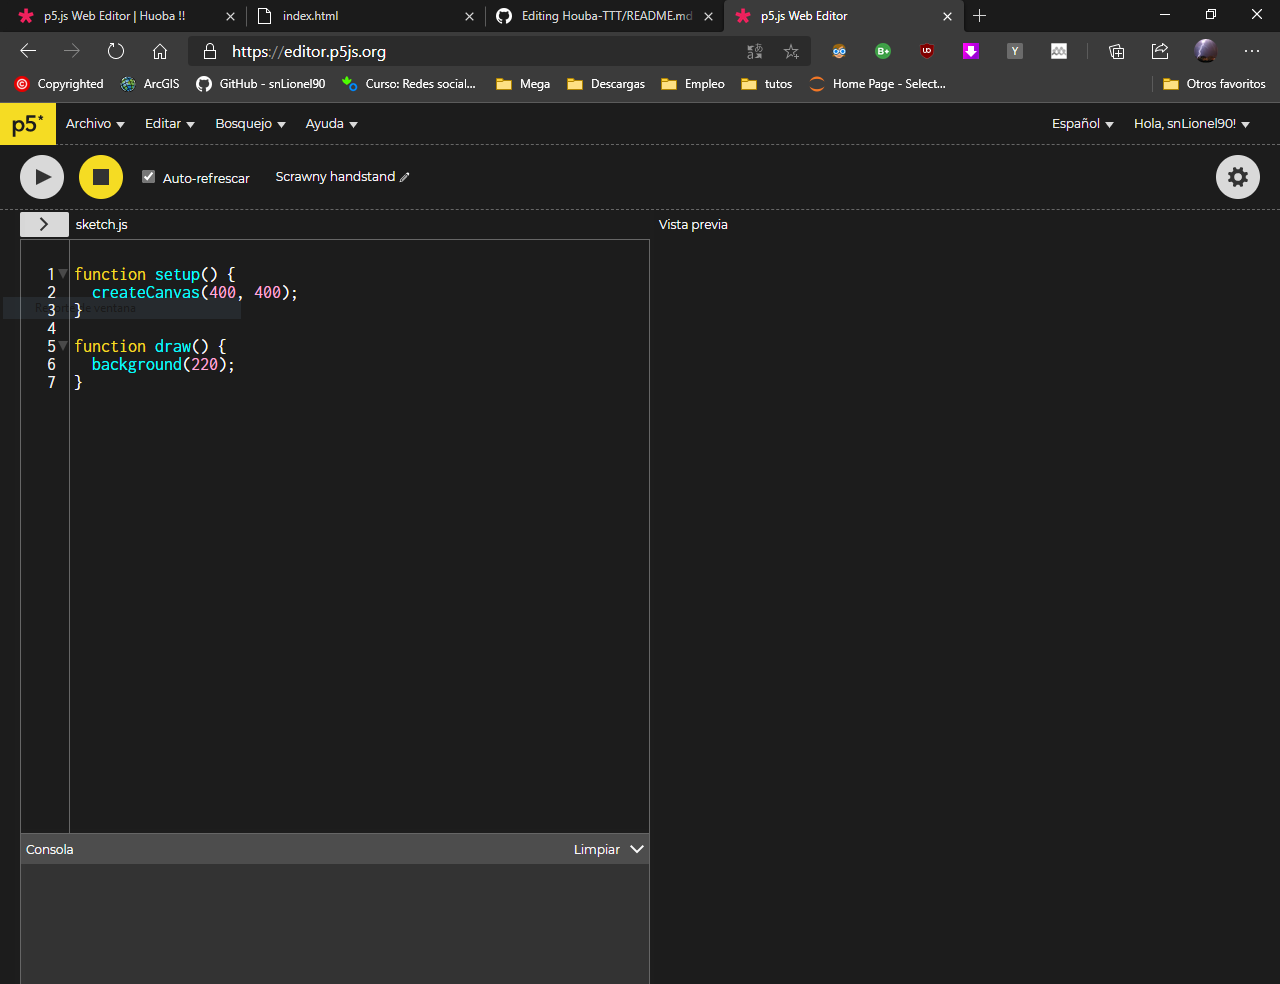 p5.js Web Editor | Huoba !!
index.html
Editing Houba-TTT/README.md
p5.js Web Editor
https://editor.p5js.org
Copyrighted
ArcGIS
GitHub - snLionel90
Curso: Redes social...
Mega
Descargas
Empleo
tutos
Home Page - Select...
Otros favoritos
p5*
Archivo
Editar
Bosquejo
Ayuda
Español
Hola, snLionel90!
Auto-refrescar
Scrawny handstand
sketch.js
Vista previa
1 function setup() {
2   createCanvas(400, 400);
3 }
4
5 function draw() {
6   background(220);
7 }
Consola
Limpiar